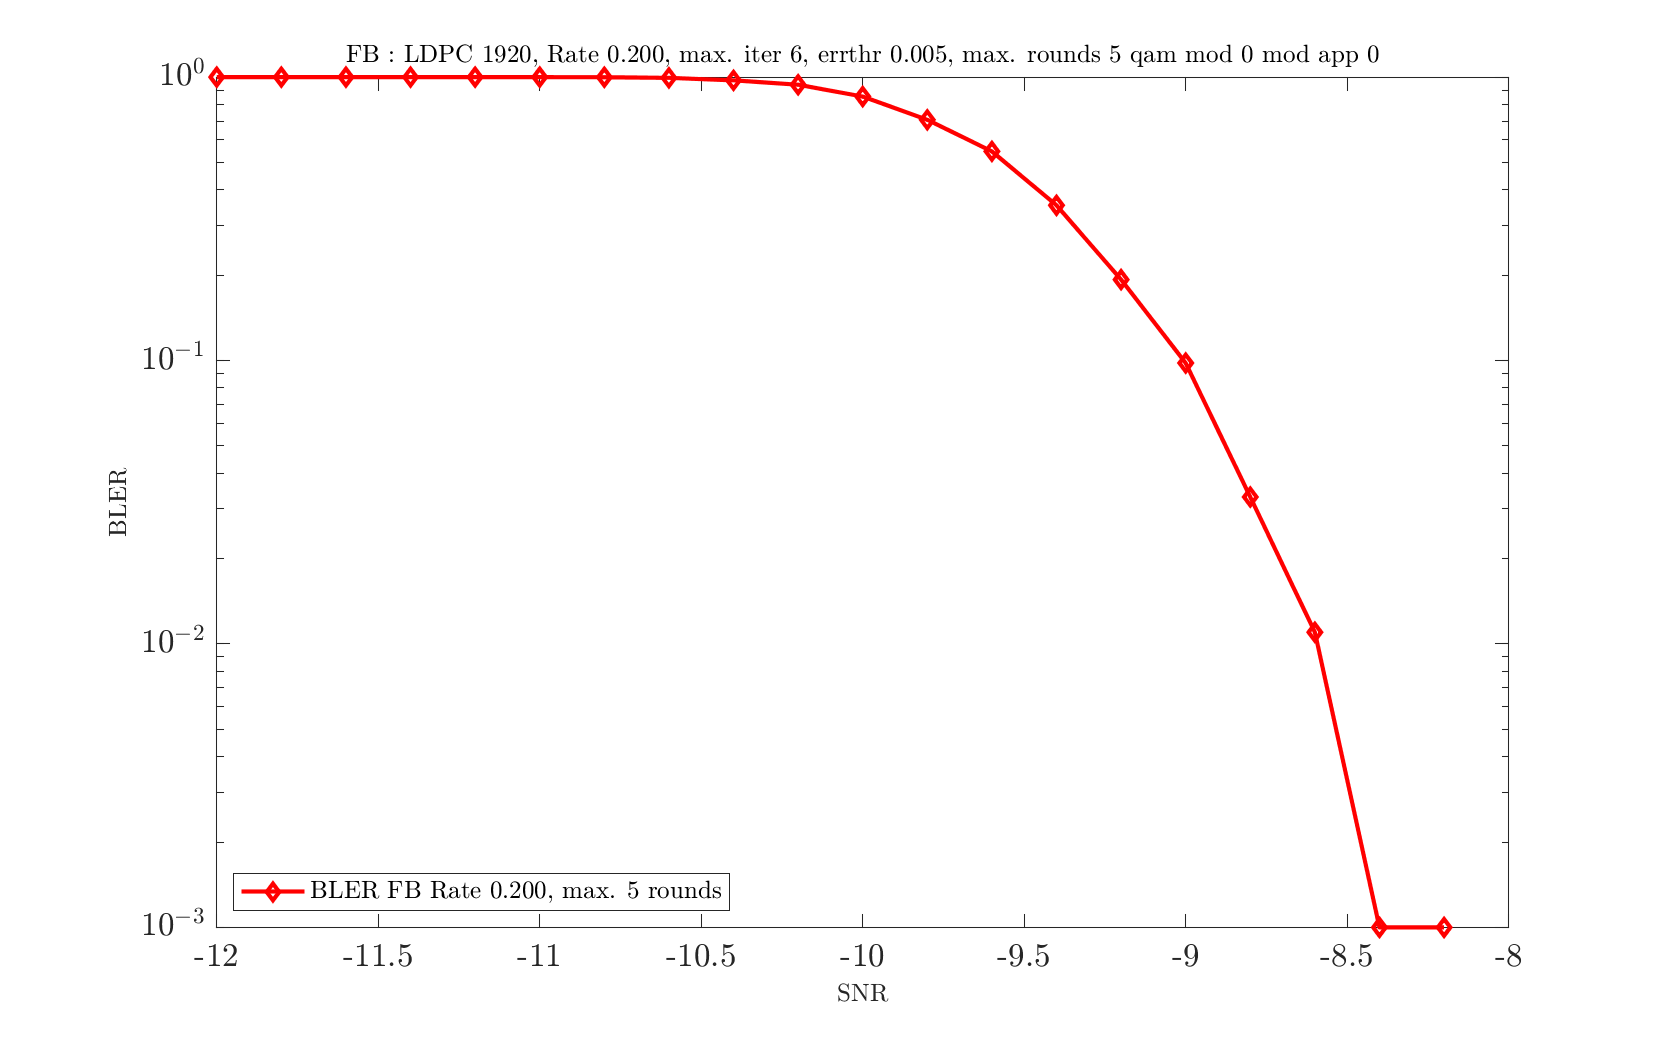 FB : LDPC 1920, Rate 0.200, max. iter 6, errthr 0.005, max. rounds 5 qam mod 0 mod app 0
10^0
10^-1
10^-2
10^-3
BLER
BLER FB Rate 0.200, max. 5 rounds
-12 -11.5 -11 -10.5 -10 -9.5 -9 -8.5 -8
SNR